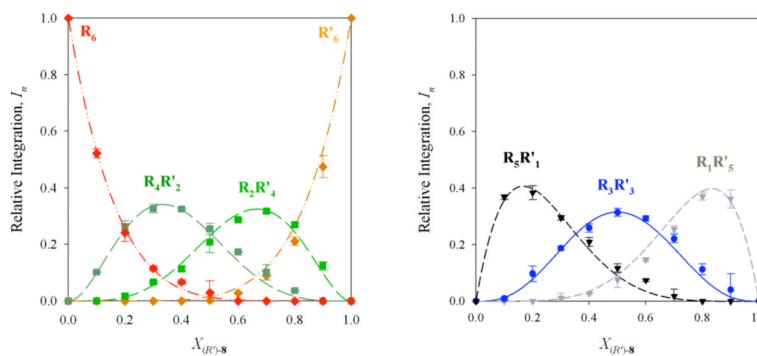 1.0
0.8
0.6
0.4
0.2
0.0
Relative Integration, Iₙ
R₆
R'₆
R₄R'₂
R₂R'₄
0.0 0.2 0.4 0.6 0.8 1.0
X₍R'₎₋₈
1.0
0.8
0.6
0.4
0.2
0.0
Relative Integration, Iₙ
R₅R'₁
R₃R'₃
R₁R'₅
0.0 0.2 0.4 0.6 0.8 1.0
X₍R'₎₋₈